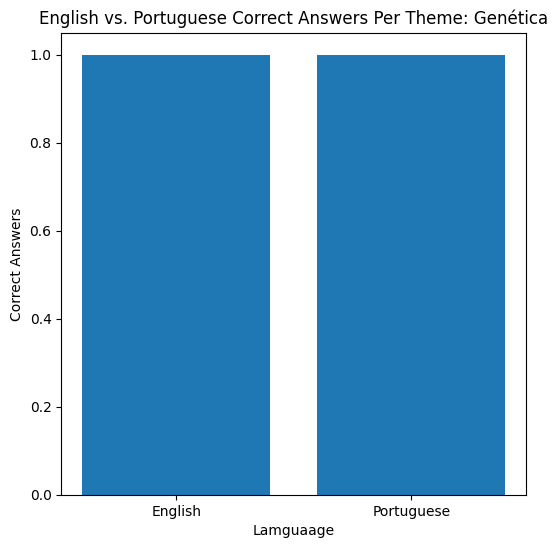 English vs. Portuguese Correct Answers Per Theme: Genética
1.0
0.8
0.6
0.4
0.2
0.0
Correct Answers
English Portuguese
Lamguaage